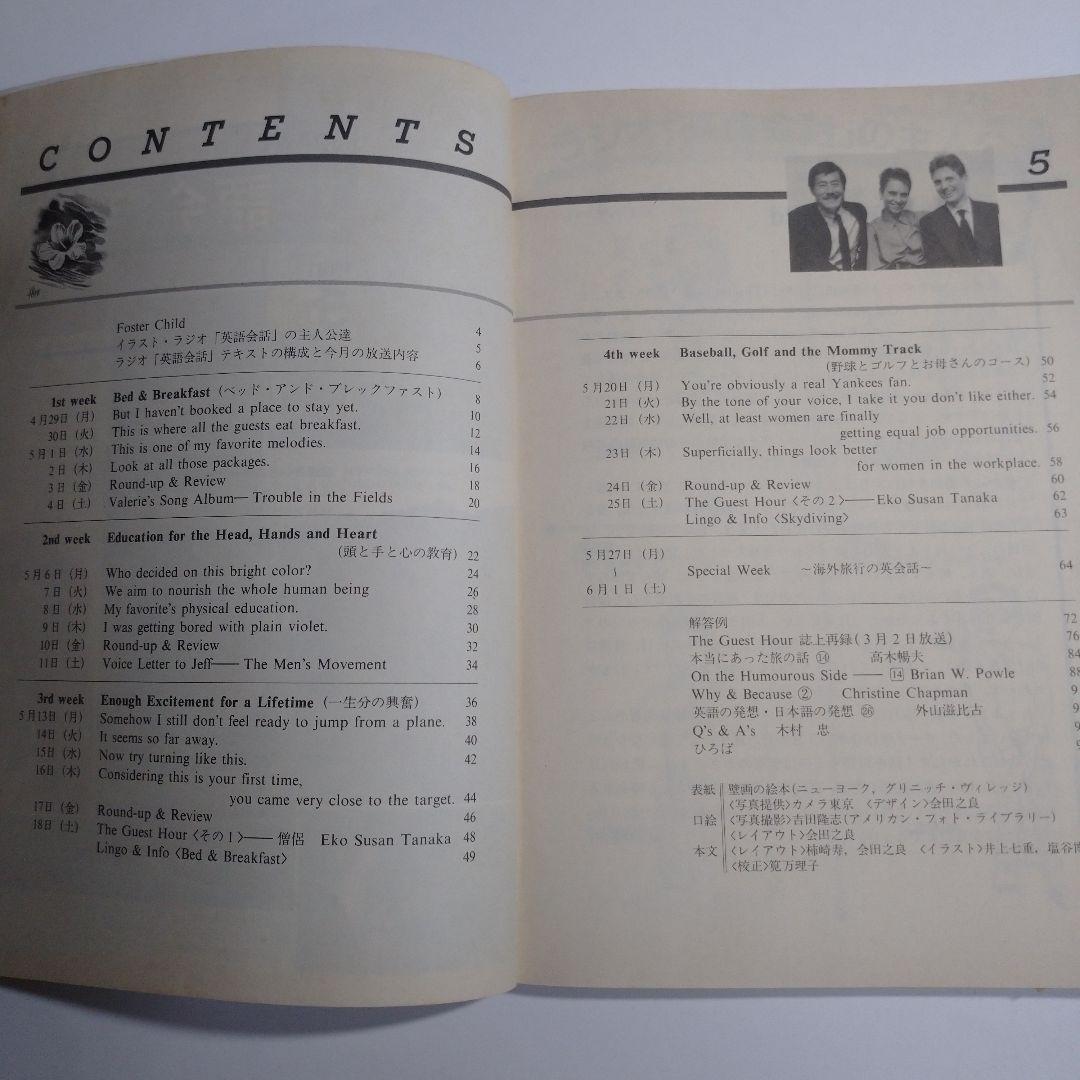 CONTENTS
Foster Child 4
イラスト・ラジオ「英語会話」の主人公達 5
ラジオ「英語会話」テキストの構成と今月の放送内容 6
1st week Bed & Breakfast (ベッド・アンド・ブレックファスト) 8
4月29日(月) But I haven't booked a place to stay yet. 10
30日(火) This is where all the guests eat breakfast. 12
5月1日(水) This is one of my favorite melodies. 14
2日(木) Look at all those packages. 16
3日(金) Round-up & Review 18
4日(土) Valerie's Song Album—Trouble in the Fields 20
2nd week Education for the Head, Hands and Heart
(頭と手と心の教育) 22
5月6日(月) Who decided on this bright color? 24
7日(火) We aim to nourish the whole human being 26
8日(水) My favorite's physical education. 28
9日(木) I was getting bored with plain violet. 30
10日(金) Round-up & Review 32
11日(土) Voice Letter to Jeff—The Men's Movement 34
3rd week Enough Excitement for a Lifetime (一生分の興奮) 36
5月13日(月) Somehow I still don't feel ready to jump from a plane. 38
14日(火) It seems so far away. 40
15日(水) Now try turning like this. 42
16日(木) Considering this is your first time,
you came very close to the target. 44
17日(金) Round-up & Review 46
18日(土) The Guest Hour〈その1〉—僧侶 Eko Susan Tanaka 48
Lingo & Info〈Bed & Breakfast〉 49
5
4th week Baseball, Golf and the Mommy Track
(野球とゴルフとお母さんのコース) 50
5月20日(月) You're obviously a real Yankees fan. 52
21日(火) By the tone of your voice, I take it you don't like either. 54
22日(水) Well, at least women are finally
getting equal job opportunities. 56
23日(木) Superficially, things look better
for women in the workplace. 58
24日(金) Round-up & Review 60
25日(土) The Guest Hour〈その2〉—Eko Susan Tanaka 62
Lingo & Info〈Skydiving〉 63
5月27日(月)
〜 Special Week 〜海外旅行の英会話〜 64
6月1日(土)
解答例 72
The Guest Hour 誌上再録(3月2日放送) 76
本当にあった旅の話 ⑭ 高木暢夫 84
On the Humourous Side—14 Brian W. Powle 88
Why & Because ② Christine Chapman 9
英語の発想・日本語の発想 ㉖ 外山滋比古 9
Q's & A's 木村 忠 9
ひろば 9
表紙 壁画の絵本(ニューヨーク, グリニッチ・ヴィレッジ)
〈写真提供〉カメラ東京 〈デザイン〉会田之良
口絵 〈写真撮影〉吉田隆志(アメリカン・フォト・ライブラリー)
〈レイアウト〉会田之良
本文 〈レイアウト〉柿崎寿, 会田之良 〈イラスト〉井上七重, 塩谷博
〈校正〉筧万理子